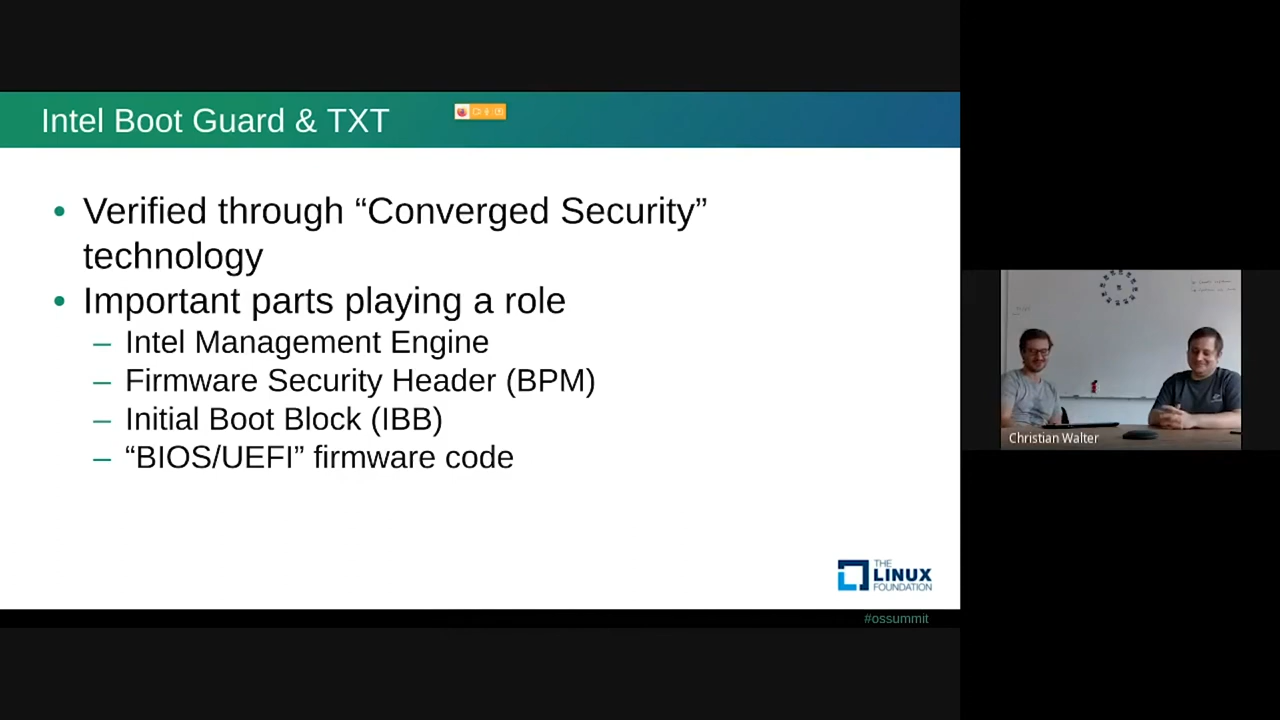 Intel Boot Guard & TXT
• Verified through “Converged Security”
technology
• Important parts playing a role
– Intel Management Engine
– Firmware Security Header (BPM)
– Initial Boot Block (IBB)
– “BIOS/UEFI” firmware code
THE
LINUX
FOUNDATION
#ossummit
Christian Walter